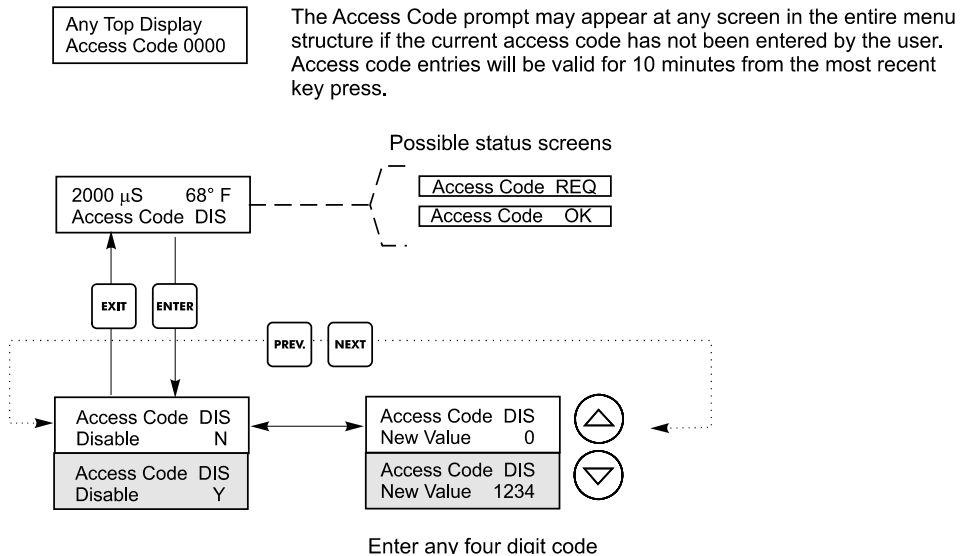 Any Top Display
Access Code 0000
The Access Code prompt may appear at any screen in the entire menu
structure if the current access code has not been entered by the user.
Access code entries will be valid for 10 minutes from the most recent
key press.
Possible status screens
2000 μS 68° F
Access Code DIS
Access Code REQ
Access Code OK
EXIT
ENTER
PREV.
NEXT
Access Code DIS
Disable N
Access Code DIS
Disable Y
Access Code DIS
New Value 0
Access Code DIS
New Value 1234
Enter any four digit code